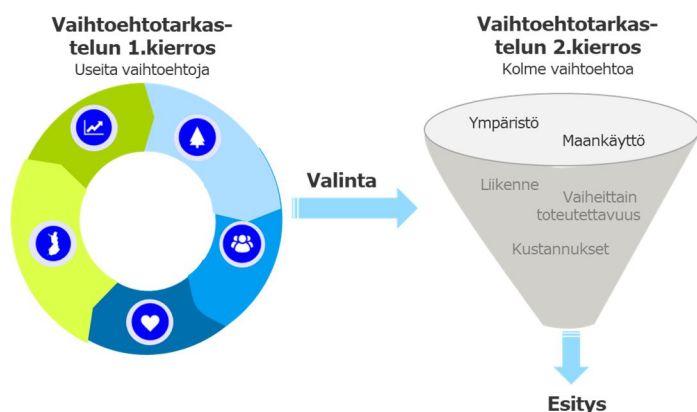 Vaihtoehtotarkas-
telun 1.kierros
Useita vaihtoehtoja
Valinta
Vaihtoehtotarkas-
telun 2.kierros
Kolme vaihtoehtoa
Ympäristö
Maankäyttö
Liikenne
Vaiheittain
toteutettavuus
Kustannukset
Esitys